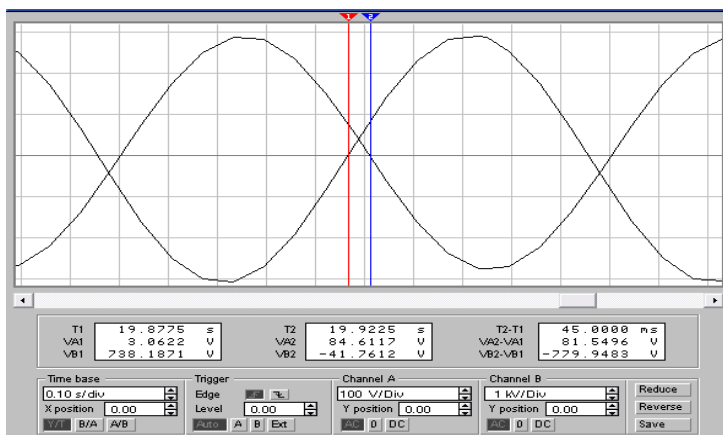 1 2
T1 19.8775 s T2 19.9225 s T2-T1 45.0000 ms
VA1 3.0622 V VA2 84.6117 V VA2-VA1 81.5496 V
VB1 738.1871 V VB2 -41.7612 V VB2-VB1 -779.9483 V
Time base Trigger Channel A Channel B Reduce
0.10 s/div Edge 100 V/Div 1 kV/Div
X position 0.00 Level 0.00 Y position 0.00 Y position 0.00 Reverse
Y/T B/A A/B Auto A B Ext AC 0 DC AC 0 DC Save